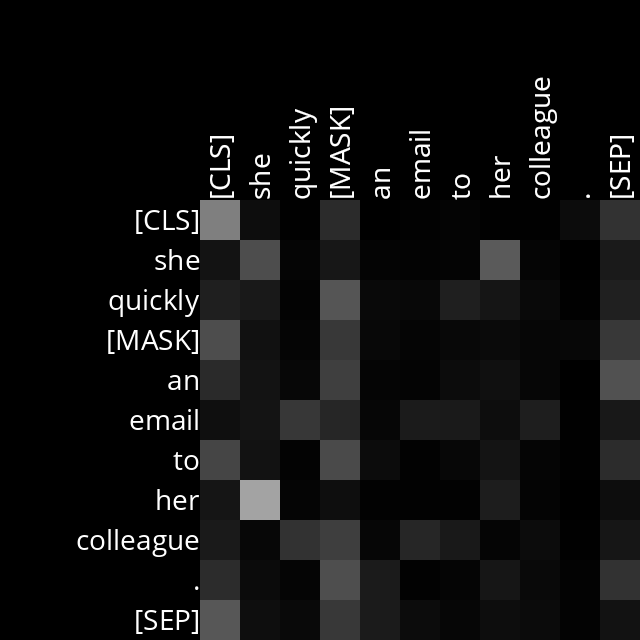 [CLS] she quickly [MASK] an email to her colleague . [SEP]
[CLS]
she
quickly
[MASK]
an
email
to
her
colleague
.
[SEP]